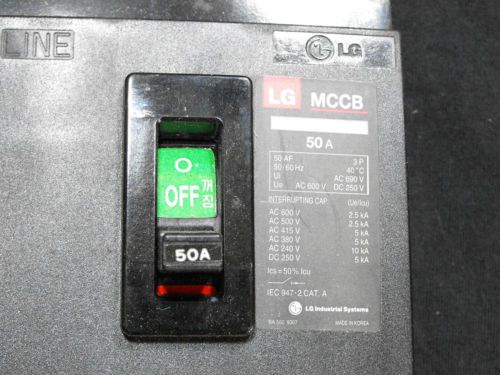 LINE
LG
LG MCCB
50 A
50 AF 3 P
50/60 Hz 40°C
Ui AC 690 V
Ue AC 600 V DC 250 V
INTERRUPTING CAP. (Ue/Icu)
AC 600 V 2.5 kA
AC 500 V 2.5 kA
AC 415 V 5 kA
AC 380 V 5 kA
AC 240 V 10 kA
DC 250 V 5 kA
Ics = 50% Icu
IEC 947-2 CAT. A
LG Industrial Systems
MADE IN KOREA
O
OFF 꺼짐
50A